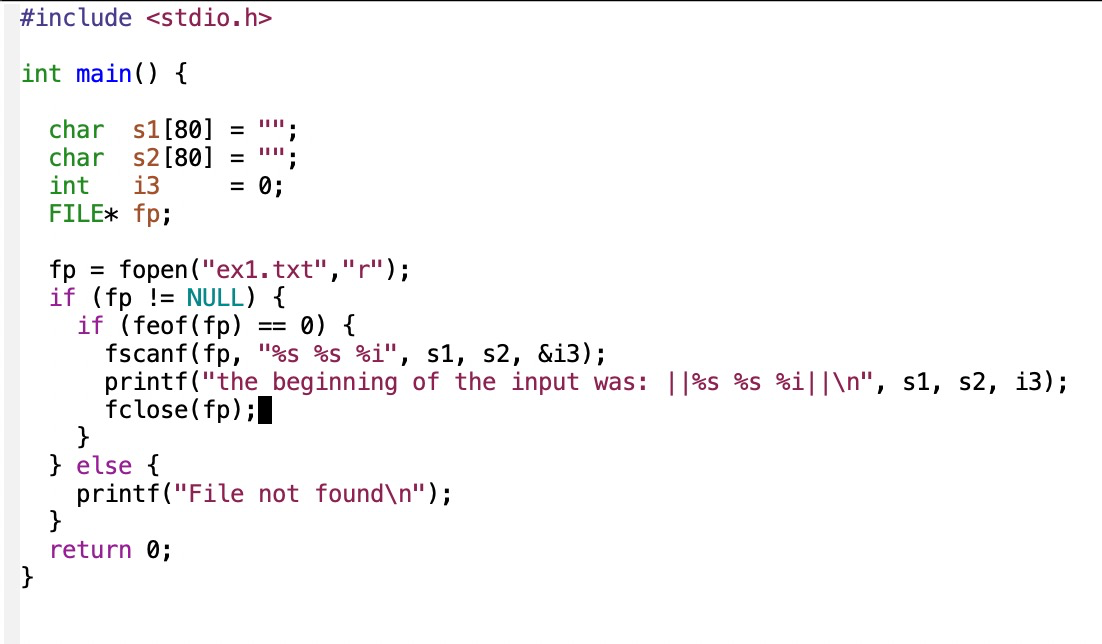 #include <stdio.h>
int main() {
char  s1[80] = "";
char  s2[80] = "";
int   i3     = 0;
FILE* fp;
fp = fopen("ex1.txt","r");
if (fp != NULL) {
if (feof(fp) == 0) {
fscanf(fp, "%s %s %i", s1, s2, &i3);
printf("the beginning of the input was: ||%s %s %i||\n", s1, s2, i3);
fclose(fp);
}
} else {
printf("File not found\n");
}
return 0;
}